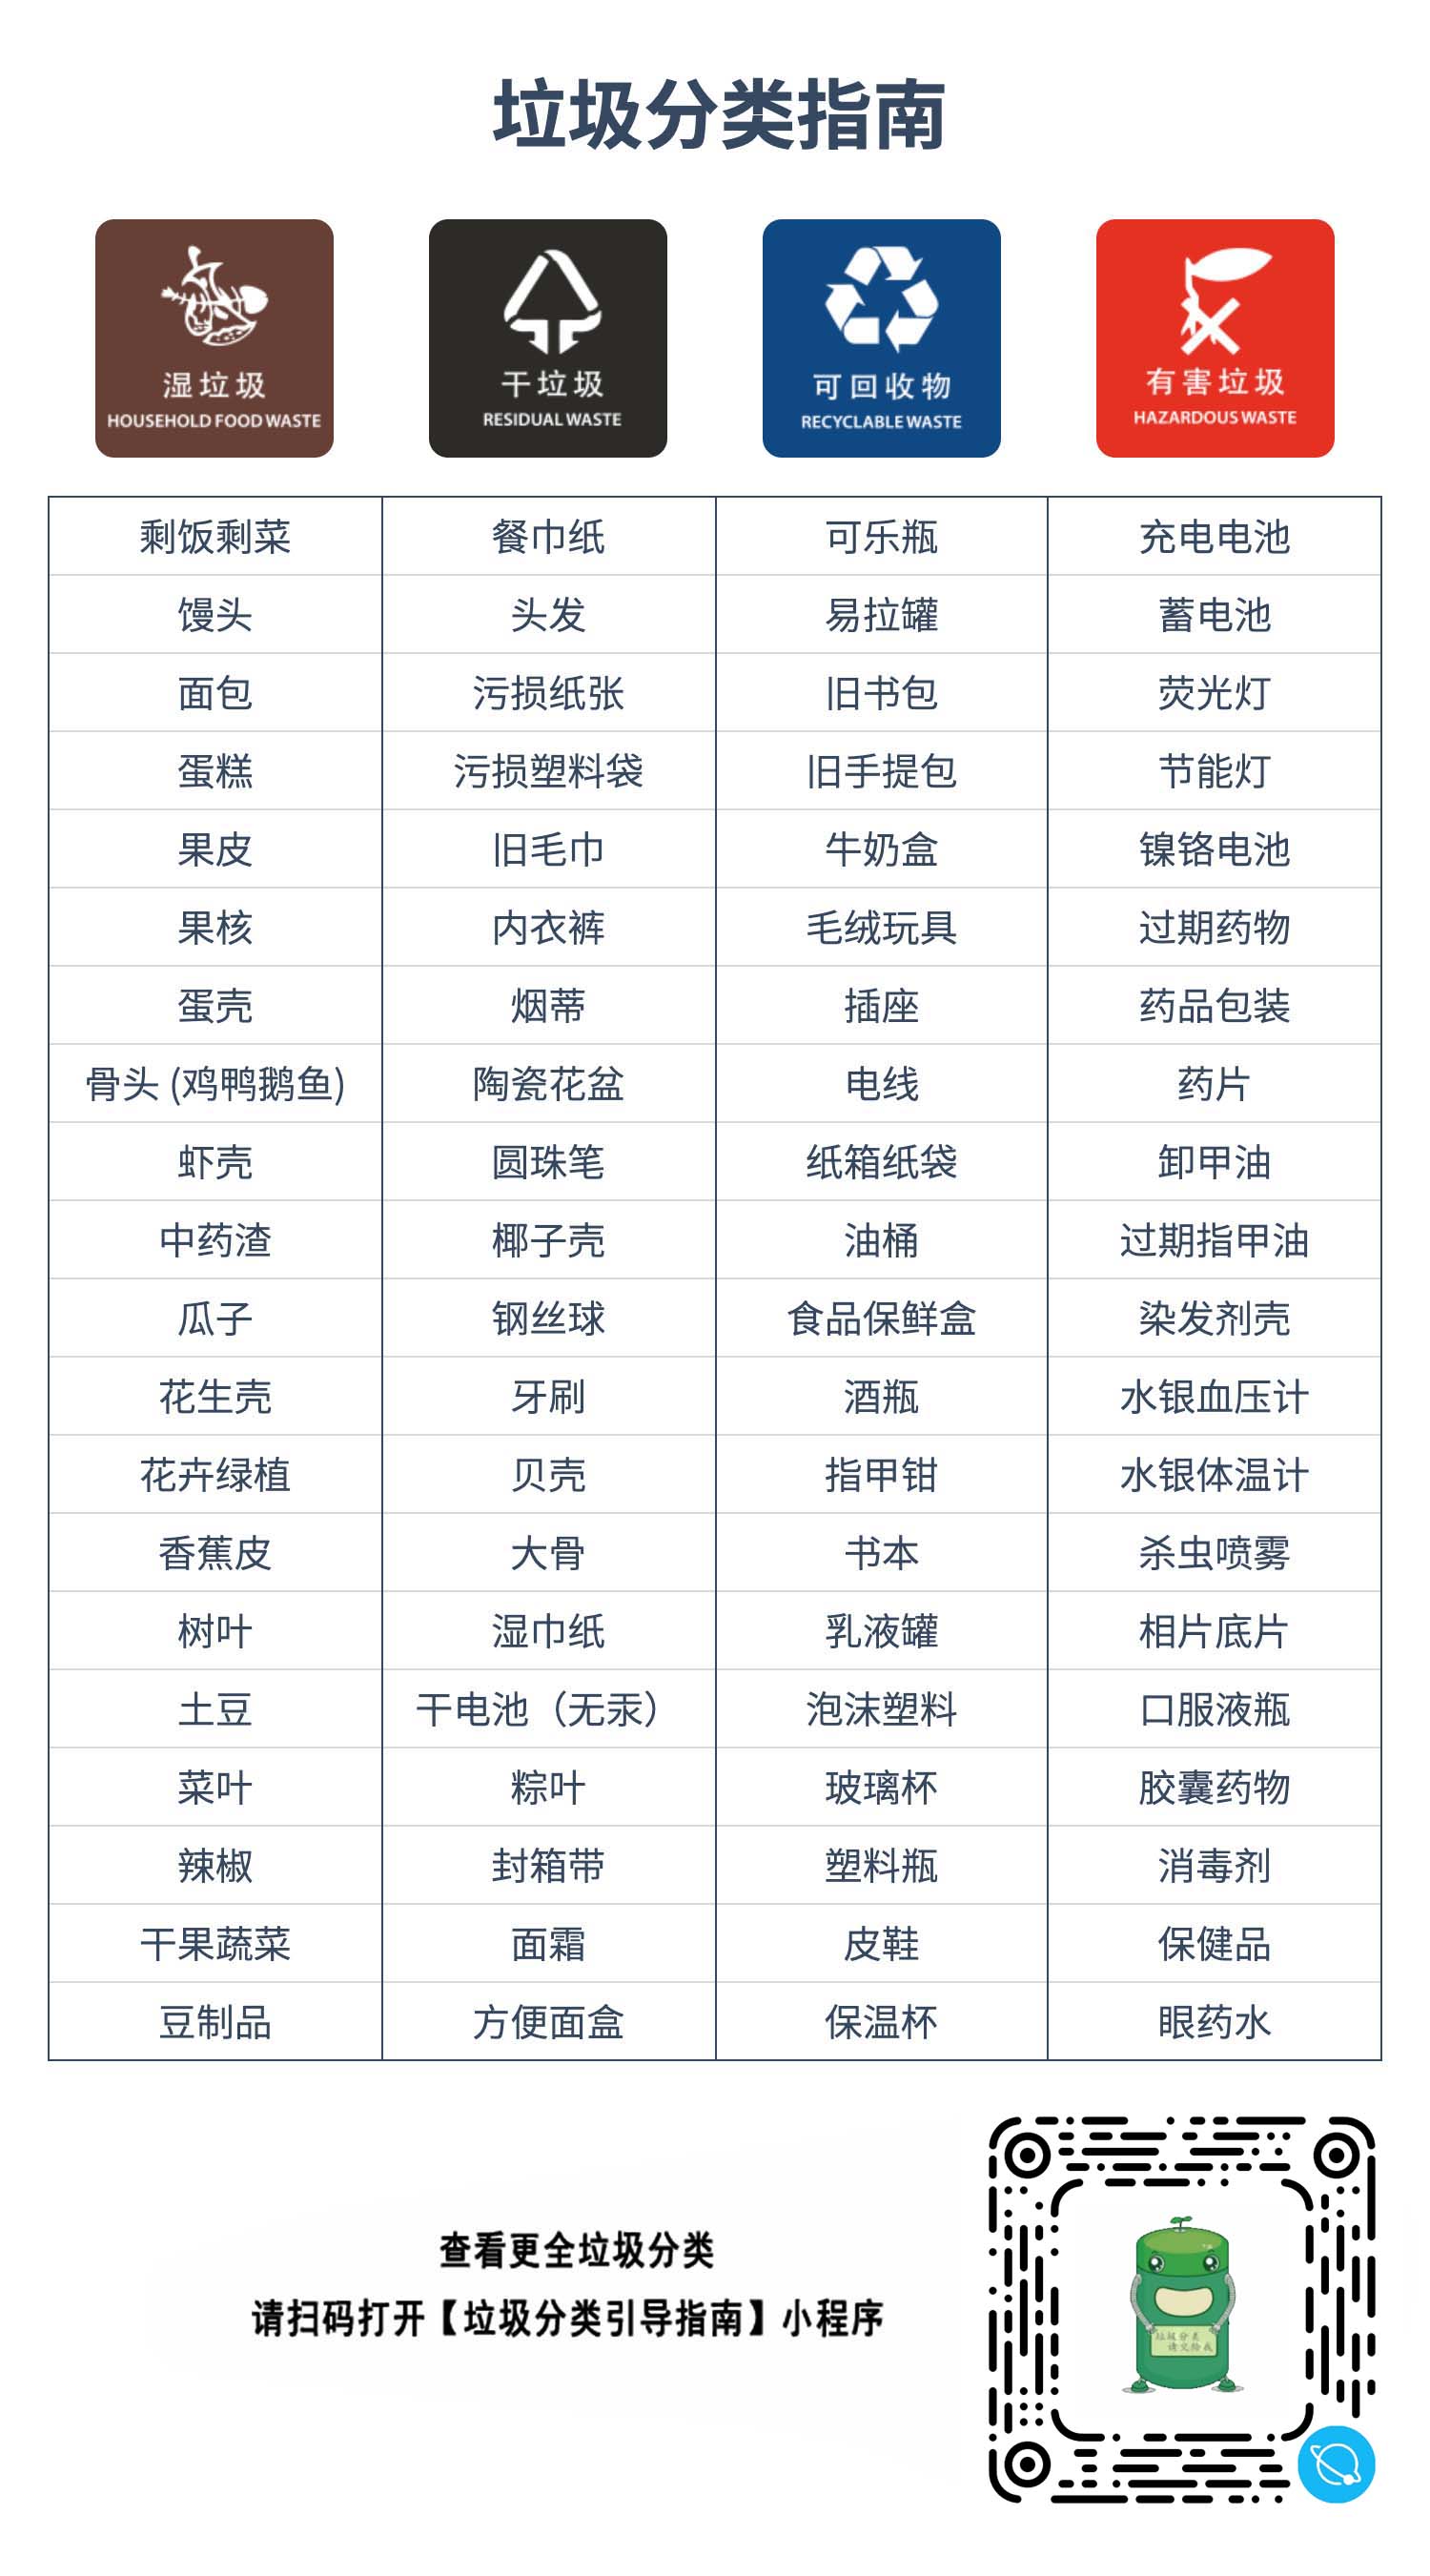 垃圾分类指南
湿垃圾
HOUSEHOLD FOOD WASTE
干垃圾
RESIDUAL WASTE
可回收物
RECYCLABLE WASTE
有害垃圾
HAZARDOUS WASTE
剩饭剩菜 餐巾纸 可乐瓶 充电电池
馒头 头发 易拉罐 蓄电池
面包 污损纸张 旧书包 荧光灯
蛋糕 污损塑料袋 旧手提包 节能灯
果皮 旧毛巾 牛奶盒 镍铬电池
果核 内衣裤 毛绒玩具 过期药物
蛋壳 烟蒂 插座 药品包装
骨头 (鸡鸭鹅鱼) 陶瓷花盆 电线 药片
虾壳 圆珠笔 纸箱纸袋 卸甲油
中药渣 椰子壳 油桶 过期指甲油
瓜子 钢丝球 食品保鲜盒 染发剂壳
花生壳 牙刷 酒瓶 水银血压计
花卉绿植 贝壳 指甲钳 水银体温计
香蕉皮 大骨 书本 杀虫喷雾
树叶 湿巾纸 乳液罐 相片底片
土豆 干电池（无汞） 泡沫塑料 口服液瓶
菜叶 粽叶 玻璃杯 胶囊药物
辣椒 封箱带 塑料瓶 消毒剂
干果蔬菜 面霜 皮鞋 保健品
豆制品 方便面盒 保温杯 眼药水
查看更全垃圾分类
请扫码打开【垃圾分类引导指南】小程序
垃圾分类
请交给我